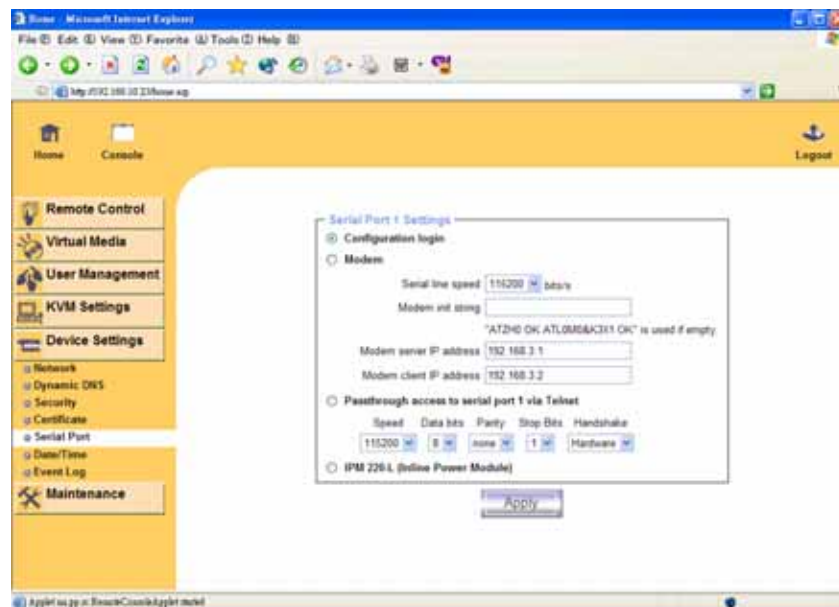 Home - Microsoft Internet Explorer
File Edit View Favorits Tools Help
Home
Console
Logout
Remote Control
Virtual Media
User Management
KVM Settings
Device Settings
Network
Dynamic DNS
Security
Certificate
Serial Port
Date/Time
Event Log
Maintenance
Serial Port 1 Settings
Configuration login
Modem
Serial line speed 115200 bits/s
Modem init string
"ATZH0 OK ATL0M0&K3X1 OK" is used if empty.
Modem server IP address 192.168.3.1
Modem client IP address 192.168.3.2
Passthrough access to serial port 1 via Telnet
Speed Data bits Parity Stop Bits Handshake
115200 8 none 1 Hardware
IPM 220-L (Inline Power Module)
Apply